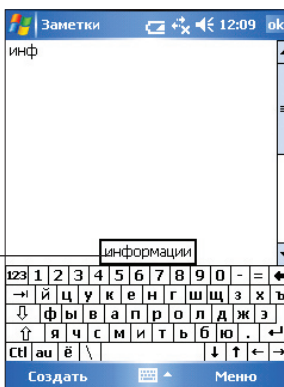 Заметки 12:09 ok
инф
информации
123 1 2 3 4 5 6 7 8 9 0 - =
й ц у к е н г ш щ з х ъ
ф ы в а п р о л д ж э
я ч с м и т ь б ю .
Ctl au ё \
Создать Меню